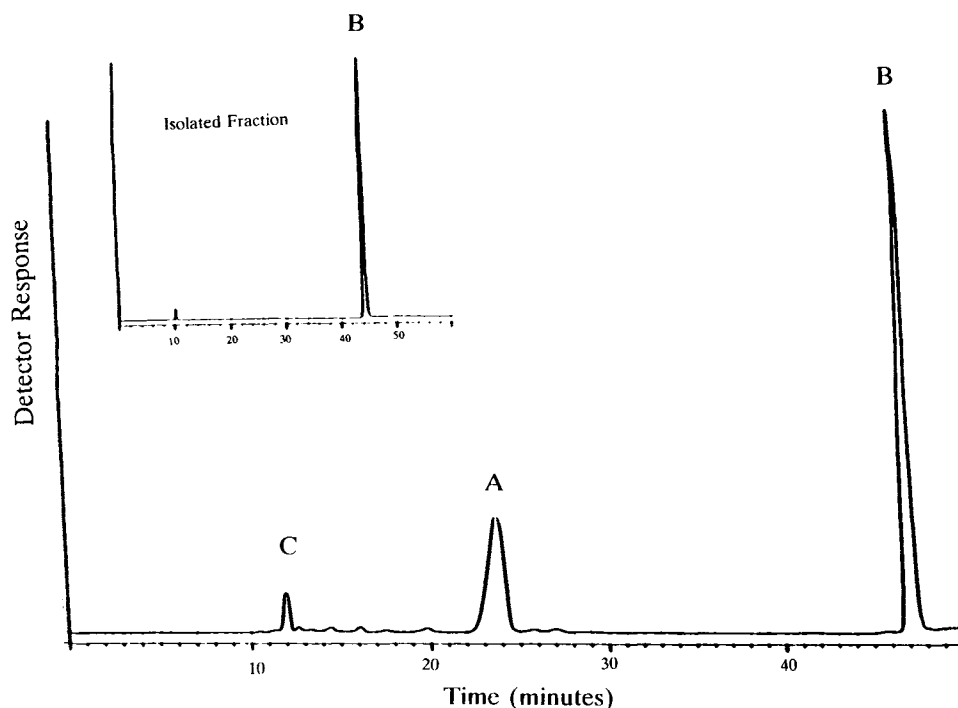 B
B
Isolated Fraction
10 20 30 40 50
Detector Response
A
C
10 20 30 40
Time (minutes)